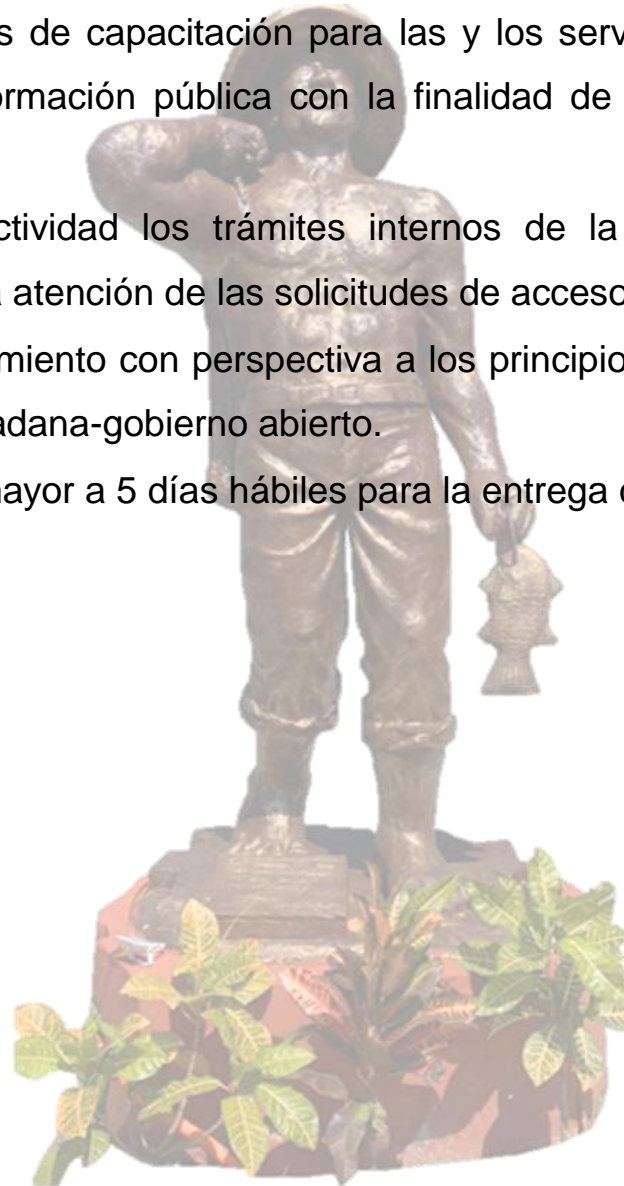 s de capacitación para las y los serv
ormación pública con la finalidad de
ctividad los trámites internos de la
a atención de las solicitudes de acceso
miento con perspectiva a los principio
adana-gobierno abierto.
nayor a 5 días hábiles para la entrega